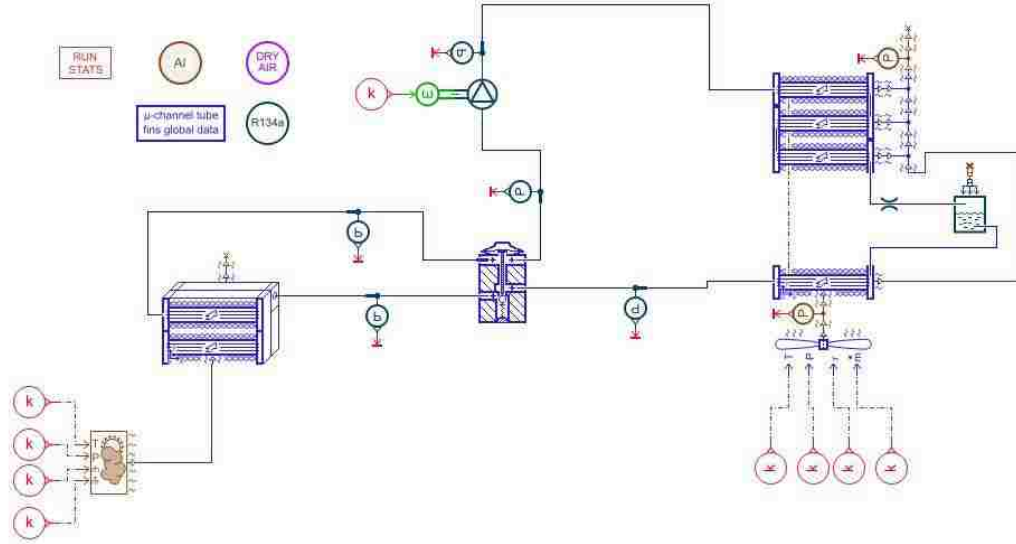 RUN
STATS
Al
DRY
AIR
μ-channel tube
fins global data
R134a
k
k
k
k
k
k
k
k
k
ω
q
P
P
P
T
P
r
m
T
P